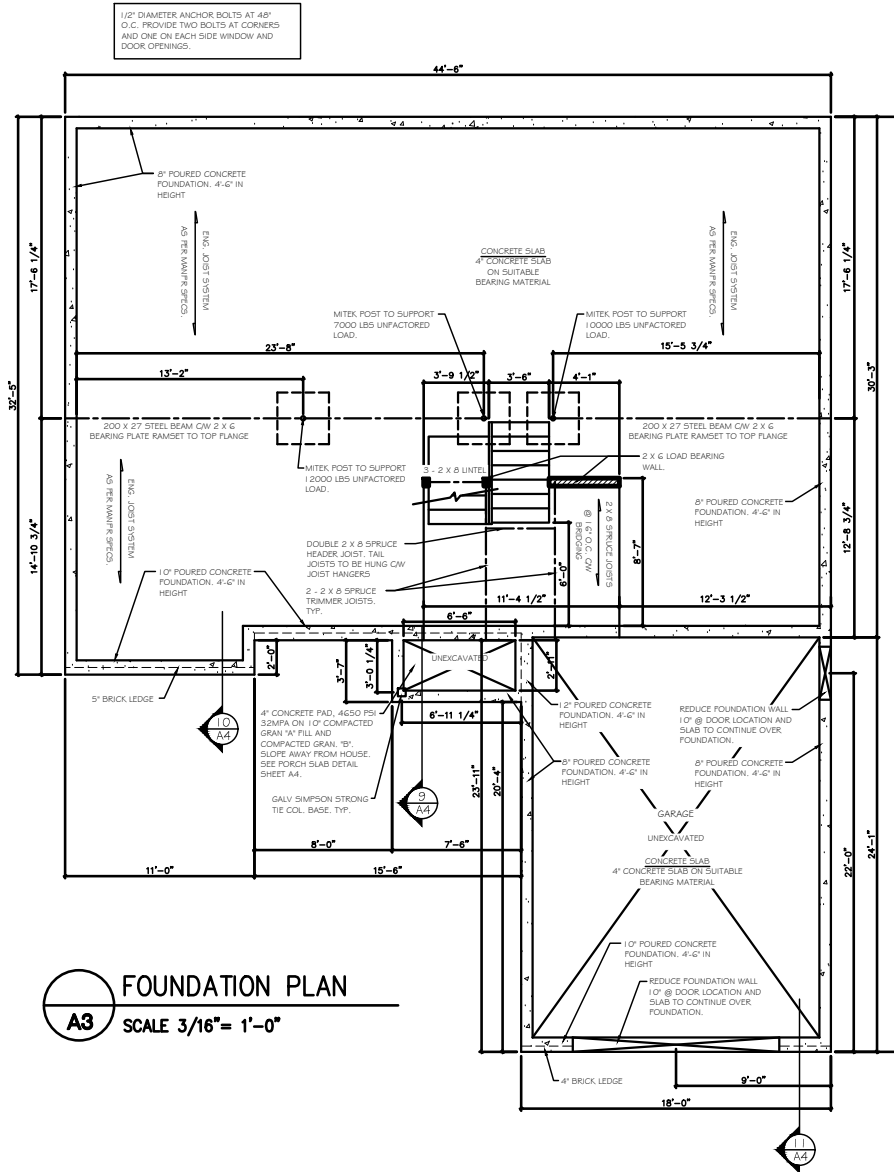 1/2" DIAMETER ANCHOR BOLTS AT 48"
O.C. PROVIDE TWO BOLTS AT CORNERS
AND ONE ON EACH SIDE WINDOW AND
DOOR OPENINGS.
44'-6"
8" POURED CONCRETE
FOUNDATION. 4'-6" IN
HEIGHT
ENG. JOIST SYSTEM
AS PER MANF'R SPECS.
CONCRETE SLAB
4" CONCRETE SLAB
ON SUITABLE
BEARING MATERIAL
ENG. JOIST SYSTEM
AS PER MANF'R SPECS.
17'-6 1/4"
17'-6 1/4"
32'-5"
30'-3"
MITEK POST TO SUPPORT
7000 LBS UNFACTORED
LOAD.
MITEK POST TO SUPPORT
10000 LBS UNFACTORED
LOAD.
23'-8"
15'-5 3/4"
13'-2"
3'-9 1/2"
3'-6"
4'-1"
200 X 27 STEEL BEAM C/W 2 X 6
BEARING PLATE RAMSET TO TOP FLANGE
200 X 27 STEEL BEAM C/W 2 X 6
BEARING PLATE RAMSET TO TOP FLANGE
MITEK POST TO SUPPORT
12000 LBS UNFACTORED
LOAD.
3 - 2 X 8 LINTEL
2 X 6 LOAD BEARING
WALL.
ENG. JOIST SYSTEM
AS PER MANF'R SPECS.
14'-10 3/4"
8" POURED CONCRETE
FOUNDATION. 4'-6" IN
HEIGHT
12'-8 3/4"
2 X 8 SPRUCE JOISTS
@ 16" O.C. C/W
BRIDGING
8'-7"
DOUBLE 2 X 8 SPRUCE
HEADER JOIST. TAIL
JOISTS TO BE HUNG C/W
JOIST HANGERS
2 - 2 X 8 SPRUCE
TRIMMER JOISTS.
TYP.
6'-0"
10" POURED CONCRETE
FOUNDATION. 4'-6" IN
HEIGHT
11'-4 1/2"
12'-3 1/2"
6'-6"
2'-0"
3'-7"
3'-0 1/4"
UNEXCAVATED
2'-11"
5" BRICK LEDGE
10
A4
4" CONCRETE PAD, 4650 PSI
32MPA ON 10" COMPACTED
GRAN "A" FILL AND
COMPACTED GRAN. "B".
SLOPE AWAY FROM HOUSE.
SEE PORCH SLAB DETAIL
SHEET A4.
6'-11 1/4"
12" POURED CONCRETE
FOUNDATION. 4'-6" IN
HEIGHT
REDUCE FOUNDATION WALL
10" @ DOOR LOCATION AND
SLAB TO CONTINUE OVER
FOUNDATION.
8" POURED CONCRETE
FOUNDATION. 4'-6" IN
HEIGHT
8" POURED CONCRETE
FOUNDATION. 4'-6" IN
HEIGHT
GALV SIMPSON STRONG
TIE COL. BASE. TYP.
9
A4
23'-11"
20'-4"
GARAGE
UNEXCAVATED
CONCRETE SLAB
4" CONCRETE SLAB ON SUITABLE
BEARING MATERIAL
22'-0"
24'-1"
8'-0"
7'-6"
11'-0"
15'-6"
10" POURED CONCRETE
FOUNDATION. 4'-6" IN
HEIGHT
REDUCE FOUNDATION WALL
10" @ DOOR LOCATION AND
SLAB TO CONTINUE OVER
FOUNDATION.
FOUNDATION PLAN
A3
SCALE 3/16"= 1'-0"
4" BRICK LEDGE
9'-0"
18'-0"
11
A4